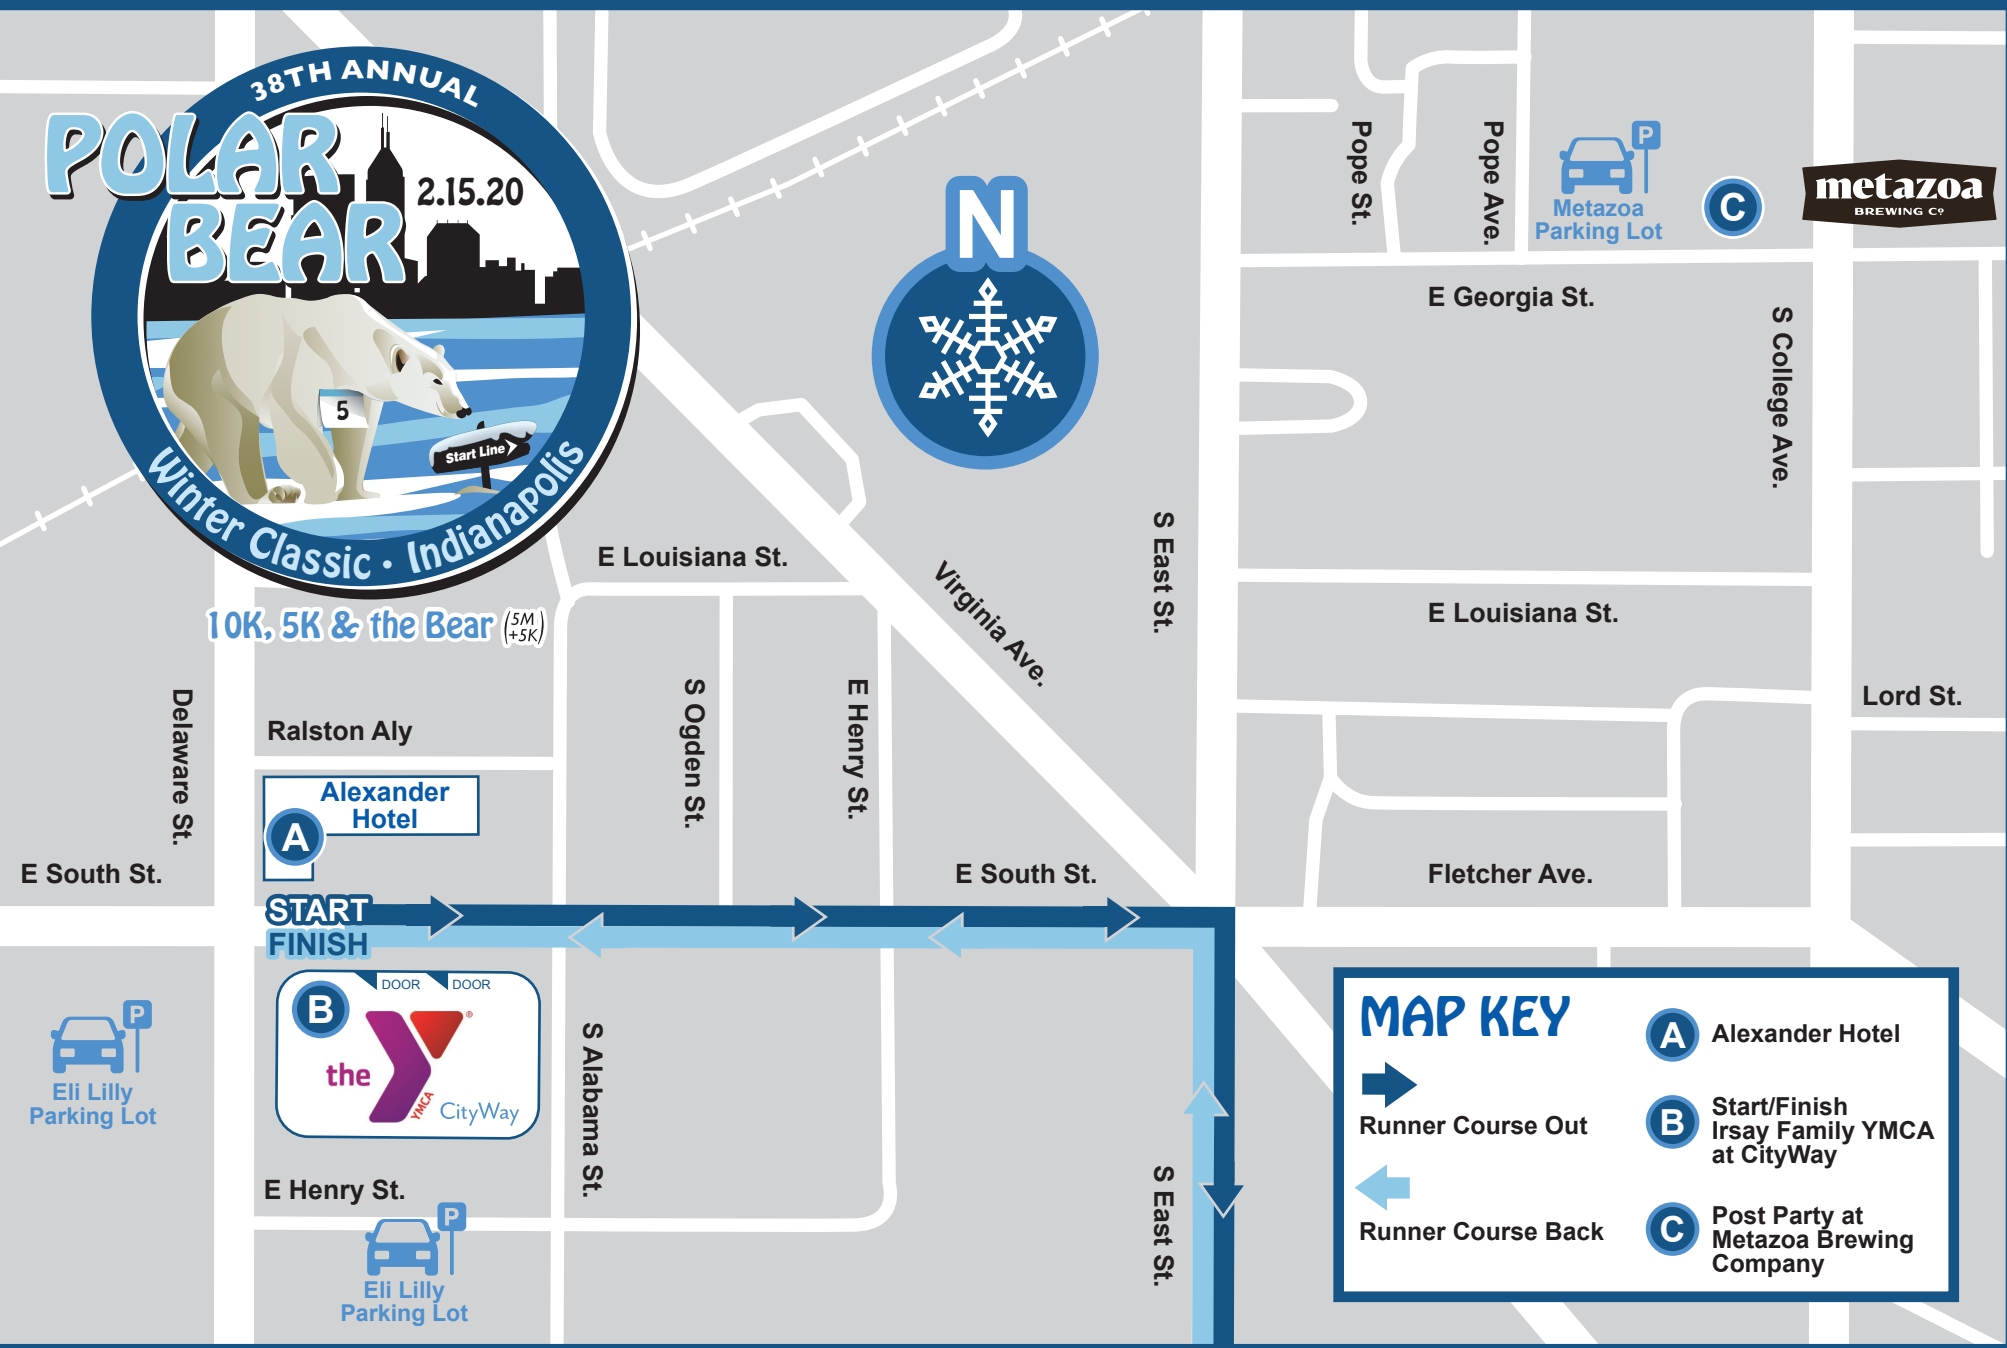 38TH ANNUAL
POLAR
BEAR
2.15.20
5
Start Line
Winter Classic • Indianapolis
10K, 5K & the Bear (5M
+5K)
N
Pope St.
Pope Ave.
P
Metazoa
Parking Lot
C
metazoa
BREWING Co
E Georgia St.
S College Ave.
S East St.
E Louisiana St.
Virginia Ave.
E Louisiana St.
Lord St.
Delaware St.
Ralston Aly
S Ogden St.
E Henry St.
Alexander
Hotel
A
E South St.
E South St.
Fletcher Ave.
START
FINISH
DOOR
DOOR
B
the
YMCA
®
CityWay
P
Eli Lilly
Parking Lot
S Alabama St.
E Henry St.
P
Eli Lilly
Parking Lot
S East St.
MAP KEY
Runner Course Out
Runner Course Back
A
Alexander Hotel
B
Start/Finish
Irsay Family YMCA
at CityWay
C
Post Party at
Metazoa Brewing
Company